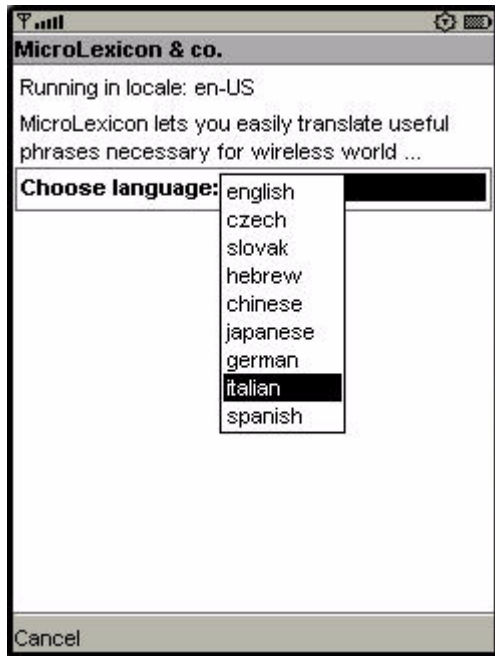 MicroLexicon & co.
Running in locale: en-US
MicroLexicon lets you easily translate useful
phrases necessary for wireless world ...
Choose language:
english
czech
slovak
hebrew
chinese
japanese
german
italian
spanish
Cancel